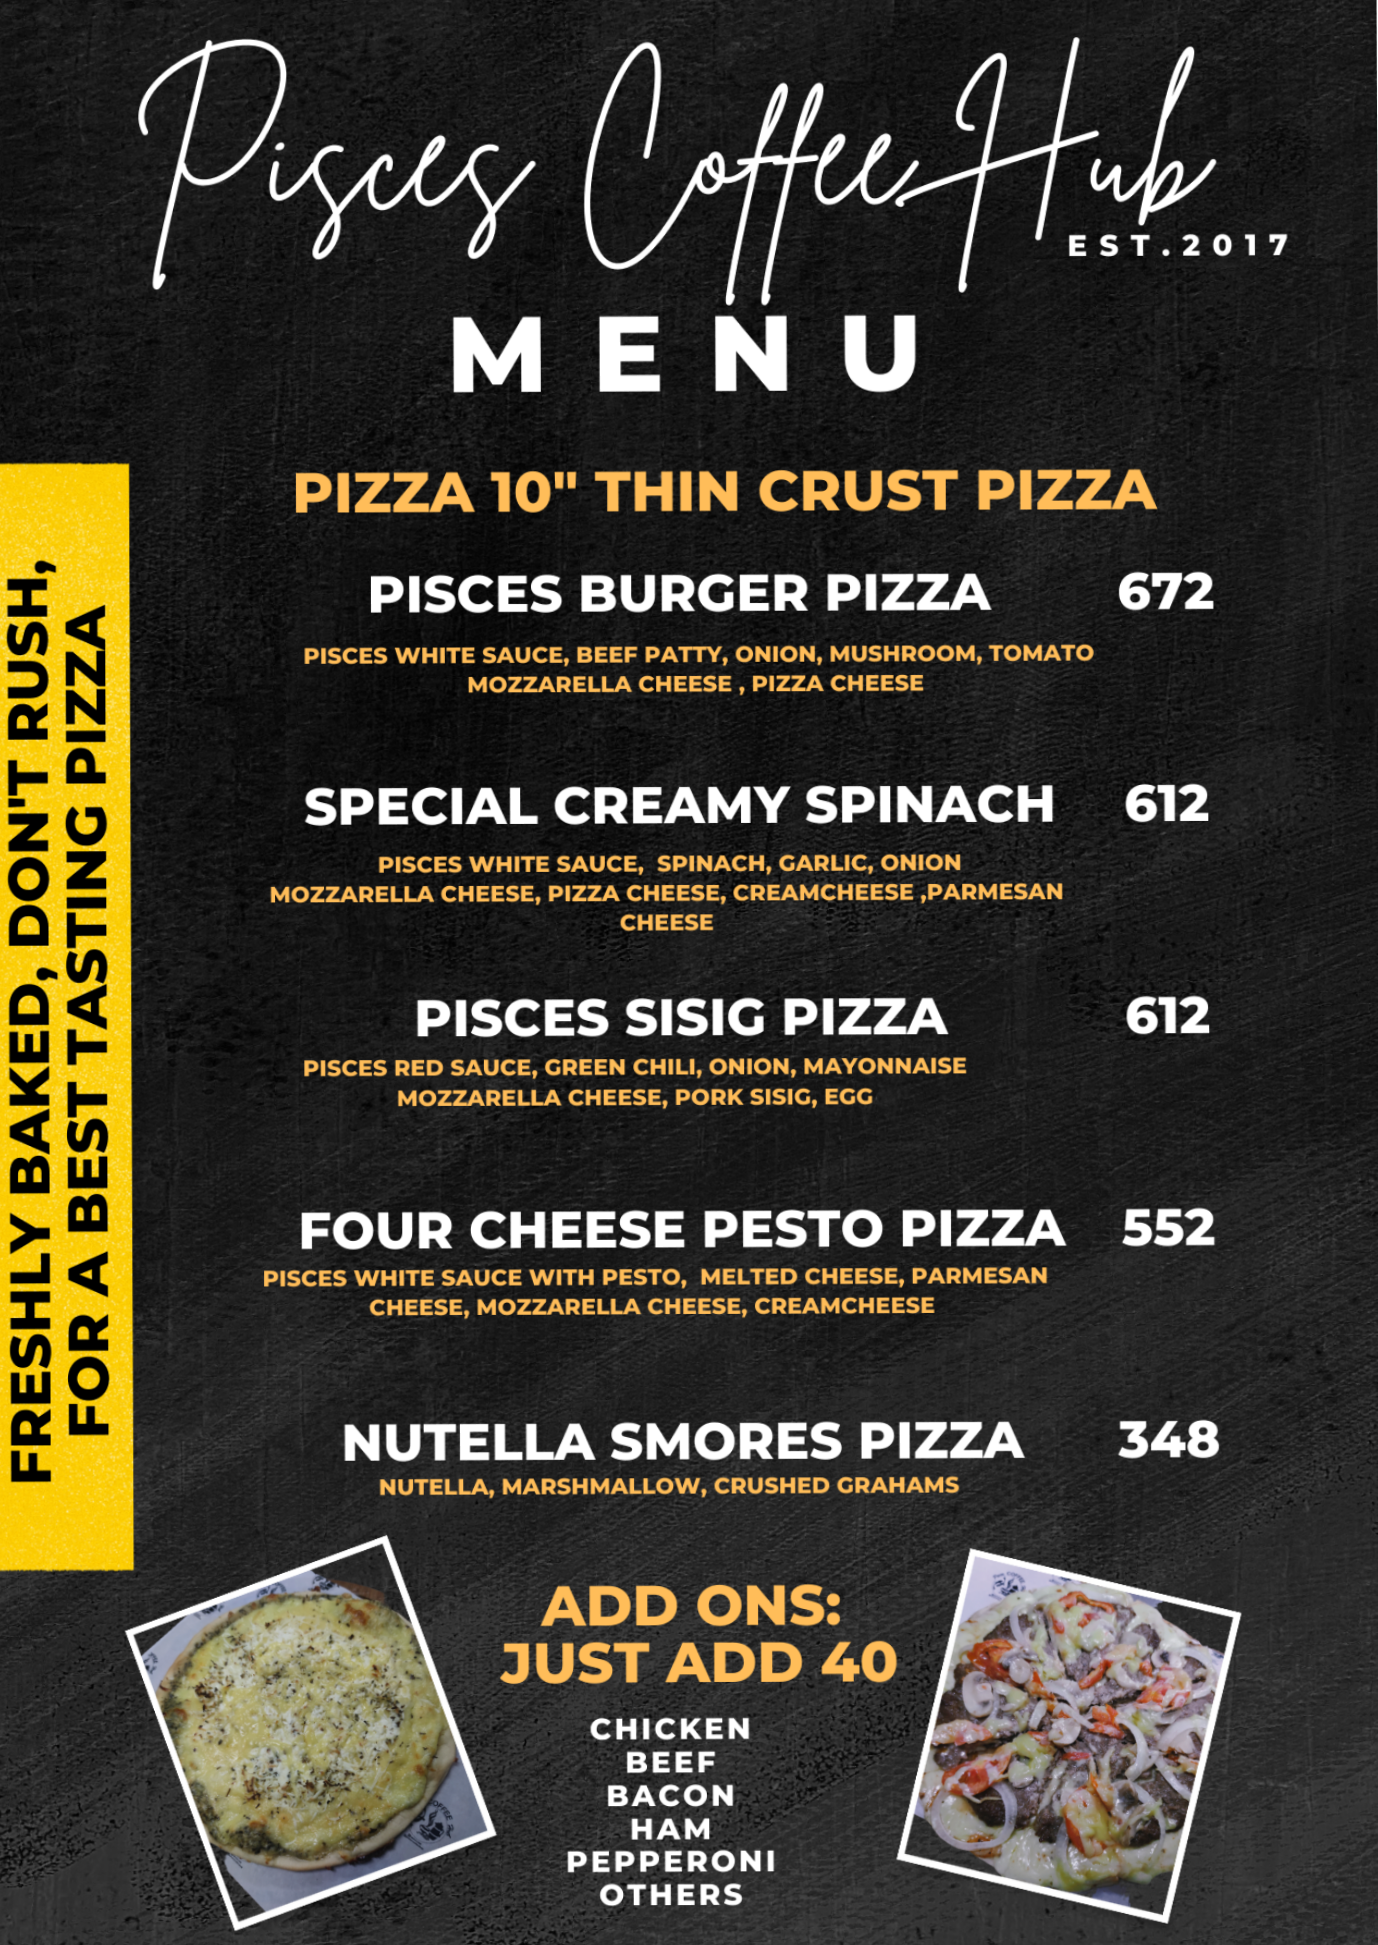 Pisces Coffee Hub
EST.2017
MENU
FRESHLY BAKED, DON'T RUSH,
FOR A BEST TASTING PIZZA
PIZZA 10" THIN CRUST PIZZA
PISCES BURGER PIZZA 672
PISCES WHITE SAUCE, BEEF PATTY, ONION, MUSHROOM, TOMATO
MOZZARELLA CHEESE , PIZZA CHEESE
SPECIAL CREAMY SPINACH 612
PISCES WHITE SAUCE, SPINACH, GARLIC, ONION
MOZZARELLA CHEESE, PIZZA CHEESE, CREAMCHEESE ,PARMESAN
CHEESE
PISCES SISIG PIZZA 612
PISCES RED SAUCE, GREEN CHILI, ONION, MAYONNAISE
MOZZARELLA CHEESE, PORK SISIG, EGG
FOUR CHEESE PESTO PIZZA 552
PISCES WHITE SAUCE WITH PESTO, MELTED CHEESE, PARMESAN
CHEESE, MOZZARELLA CHEESE, CREAMCHEESE
NUTELLA SMORES PIZZA 348
NUTELLA, MARSHMALLOW, CRUSHED GRAHAMS
ADD ONS:
JUST ADD 40
CHICKEN
BEEF
BACON
HAM
PEPPERONI
OTHERS